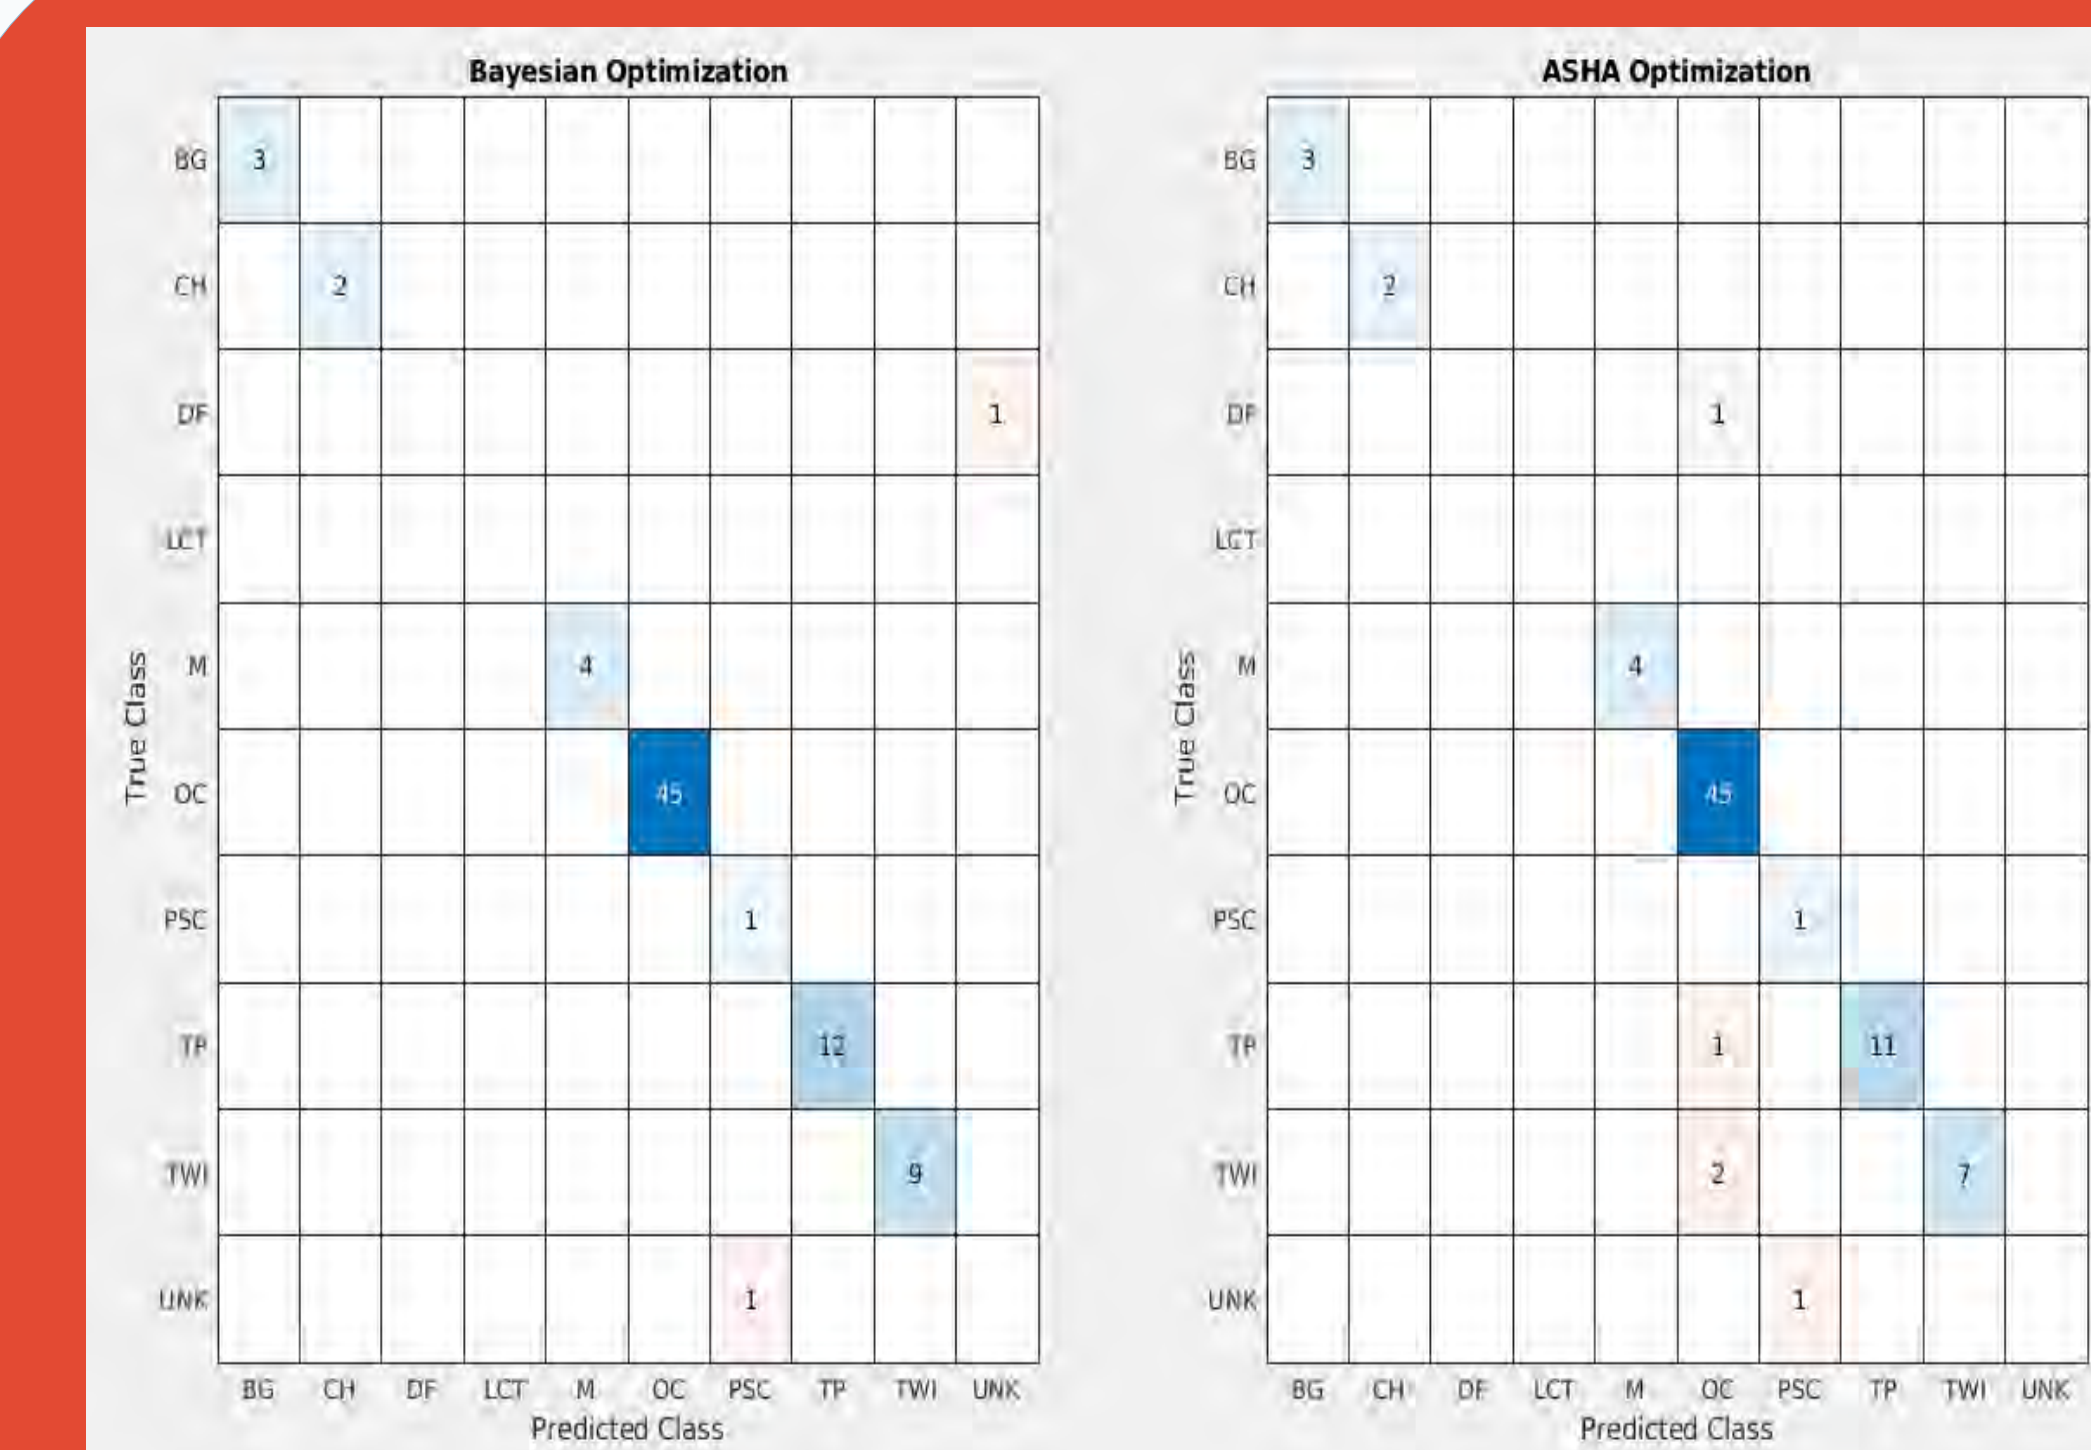 Bayesian Optimization
True Class
BG 3
CH 2
DF 1
LCT
M 4
OC 45
PSC 1
TP 12
TWI 9
UNK 1
BG CH DF LCT M OC PSC TP TWI UNK
Predicted Class
ASHA Optimization
True Class
BG 3
CH 2
DF 1
LCT
M 4
OC 45
PSC 1
TP 1 11
TWI 2 7
UNK 1
BG CH DF LCT M OC PSC TP TWI UNK
Predicted Class